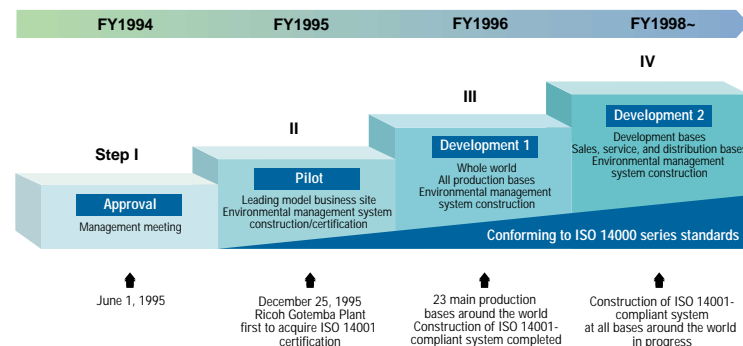 FY1994
FY1995
FY1996
FY1998~
Step I
Approval
Management meeting
II
Pilot
Leading model business site
Environmental management system
construction/certification
III
Development 1
Whole world
All production bases
Environmental management
system construction
IV
Development 2
Development bases
Sales, service, and distribution bases
Environmental management
system construction
Conforming to ISO 14000 series standards
June 1, 1995
December 25, 1995
Ricoh Gotemba Plant
first to acquire ISO 14001
certification
23 main production
bases around the world
Construction of ISO 14001-
compliant system completed
Construction of ISO 14001-
compliant system
at all bases around the world
in progress